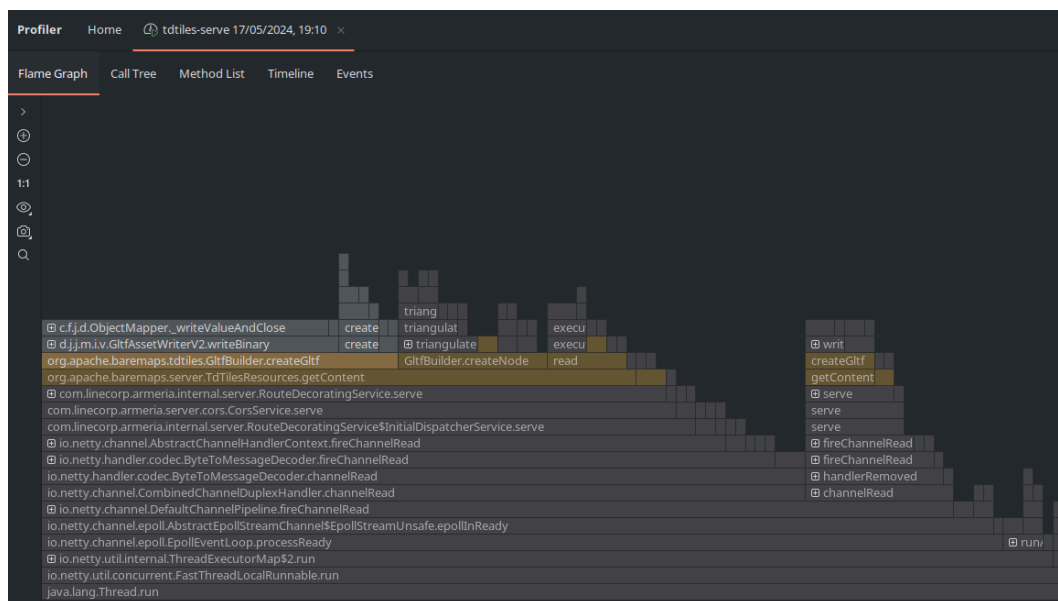 Profiler Home tdtiles-serve 17/05/2024, 19:10 ×
Flame Graph Call Tree Method List Timeline Events
1:1
triang
c.f.j.d.ObjectMapper._writeValueAndClose create triangulat execu
d.j.j.m.i.v.GltfAssetWriterV2.writeBinary create triangulate execu writ
org.apache.baremaps.tdtiles.GltfBuilder.createGltf GltfBuilder.createNode read createGltf
org.apache.baremaps.server.TdTilesResources.getContent getContent
com.linecorp.armeria.internal.server.RouteDecoratingService.serve serve
com.linecorp.armeria.server.cors.CorsService.serve serve
com.linecorp.armeria.internal.server.RouteDecoratingService$InitialDispatcherService.serve serve
io.netty.channel.AbstractChannelHandlerContext.fireChannelRead fireChannelRead
io.netty.handler.codec.ByteToMessageDecoder.fireChannelRead fireChannelRead
io.netty.handler.codec.ByteToMessageDecoder.channelRead handlerRemoved
io.netty.channel.CombinedChannelDuplexHandler.channelRead channelRead
io.netty.channel.DefaultChannelPipeline.fireChannelRead
io.netty.channel.epoll.AbstractEpollStreamChannel$EpollStreamUnsafe.epollInReady
io.netty.channel.epoll.EpollEventLoop.processReady run
io.netty.util.internal.ThreadExecutorMap$2.run
io.netty.util.concurrent.FastThreadLocalRunnable.run
java.lang.Thread.run